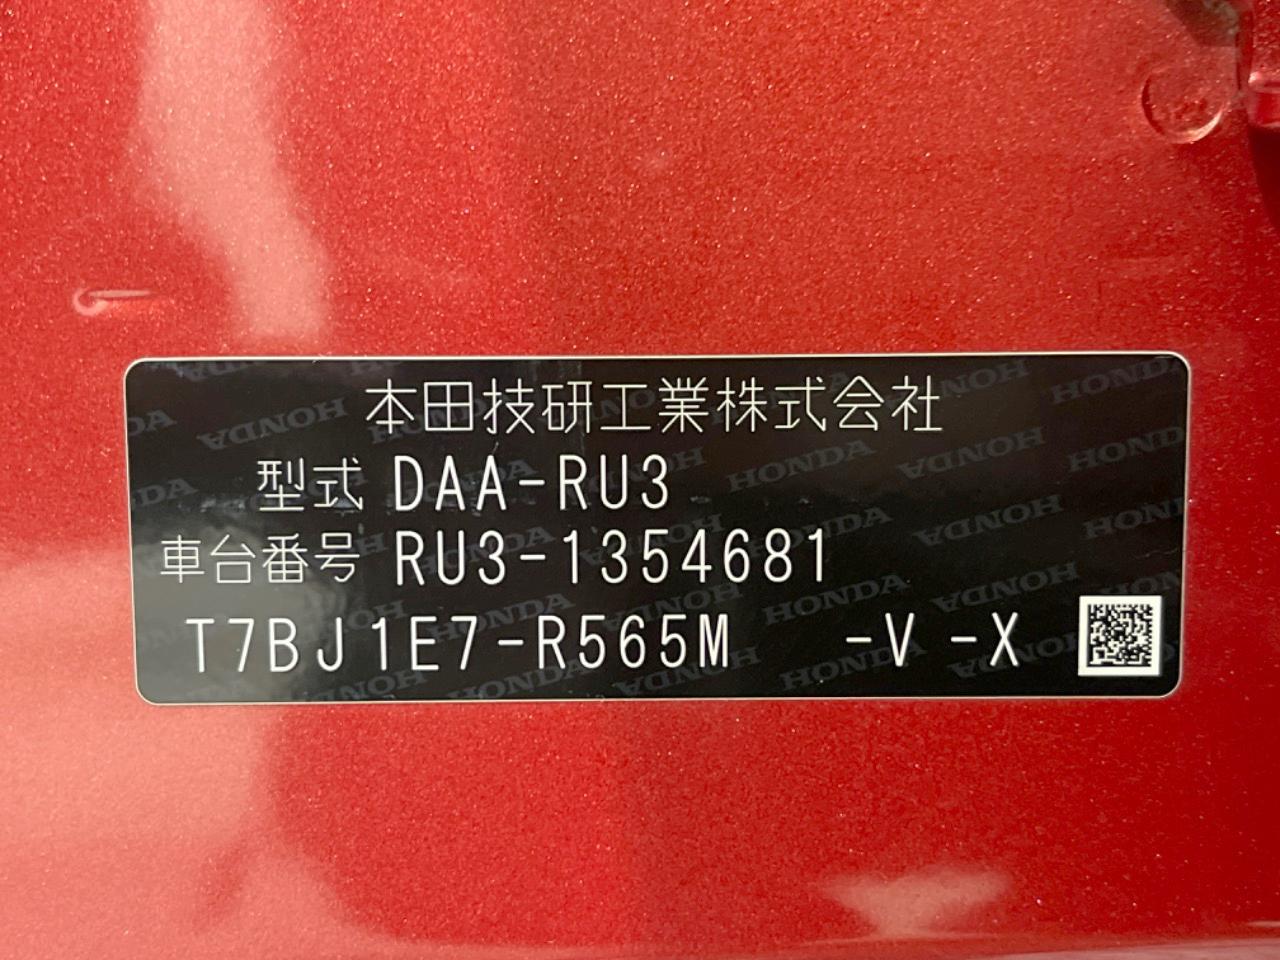 本田技研工業株式会社
型式 DAA-RU3
車台番号 RU3-1354681
T7BJ1E7-R565M -V -X